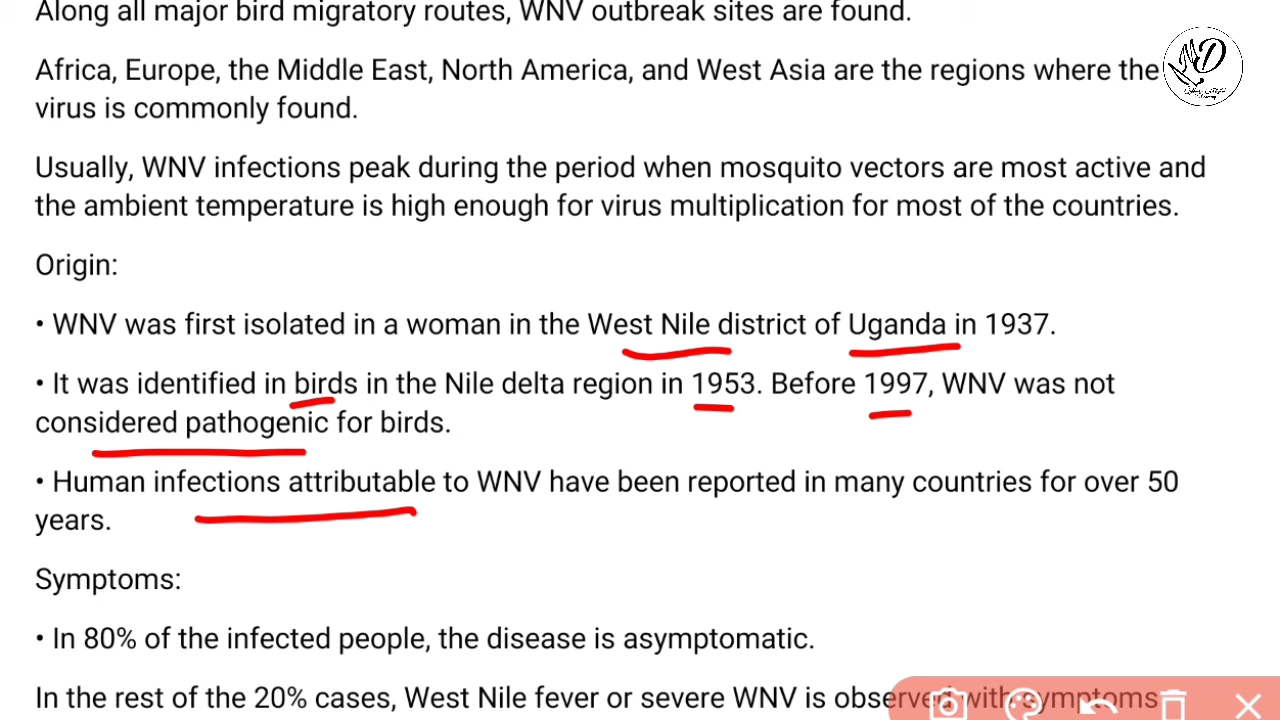 Along all major bird migratory routes, WNV outbreak sites are found.
Africa, Europe, the Middle East, North America, and West Asia are the regions where the
virus is commonly found.
Usually, WNV infections peak during the period when mosquito vectors are most active and
the ambient temperature is high enough for virus multiplication for most of the countries.
Origin:
• WNV was first isolated in a woman in the West Nile district of Uganda in 1937.
• It was identified in birds in the Nile delta region in 1953. Before 1997, WNV was not
considered pathogenic for birds.
• Human infections attributable to WNV have been reported in many countries for over 50
years.
Symptoms:
• In 80% of the infected people, the disease is asymptomatic.
In the rest of the 20% cases, West Nile fever or severe WNV is observed with symptoms